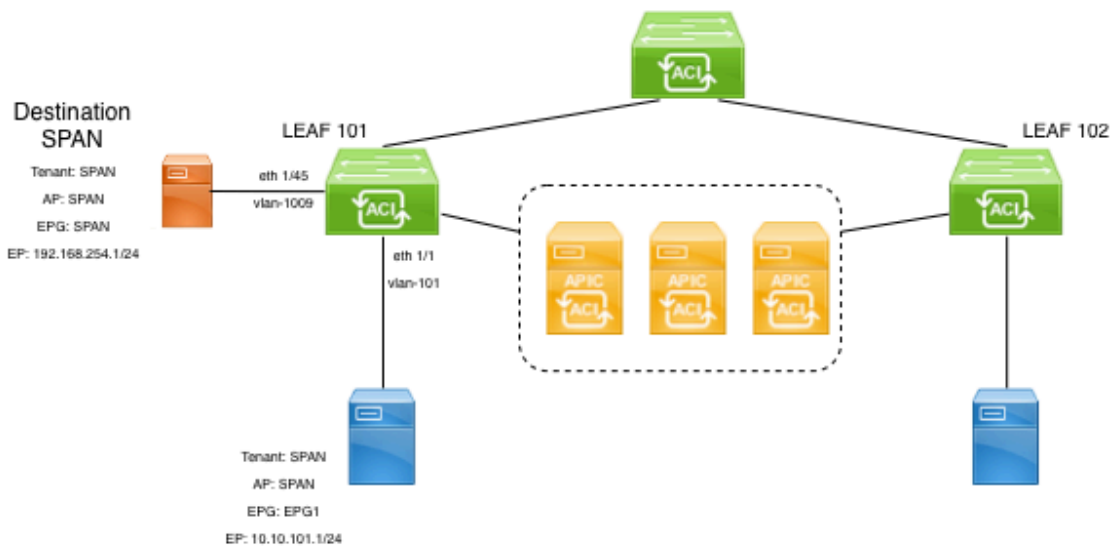 ACI
Destination
SPAN
Tenant: SPAN
AP: SPAN
EPG: SPAN
EP: 192.168.254.1/24
eth 1/45
vlan-1009
LEAF 101
ACI
LEAF 102
ACI
eth 1/1
vlan-101
APIC
ACI
APIC
ACI
APIC
ACI
Tenant: SPAN
AP: SPAN
EPG: EPG1
EP: 10.10.101.1/24